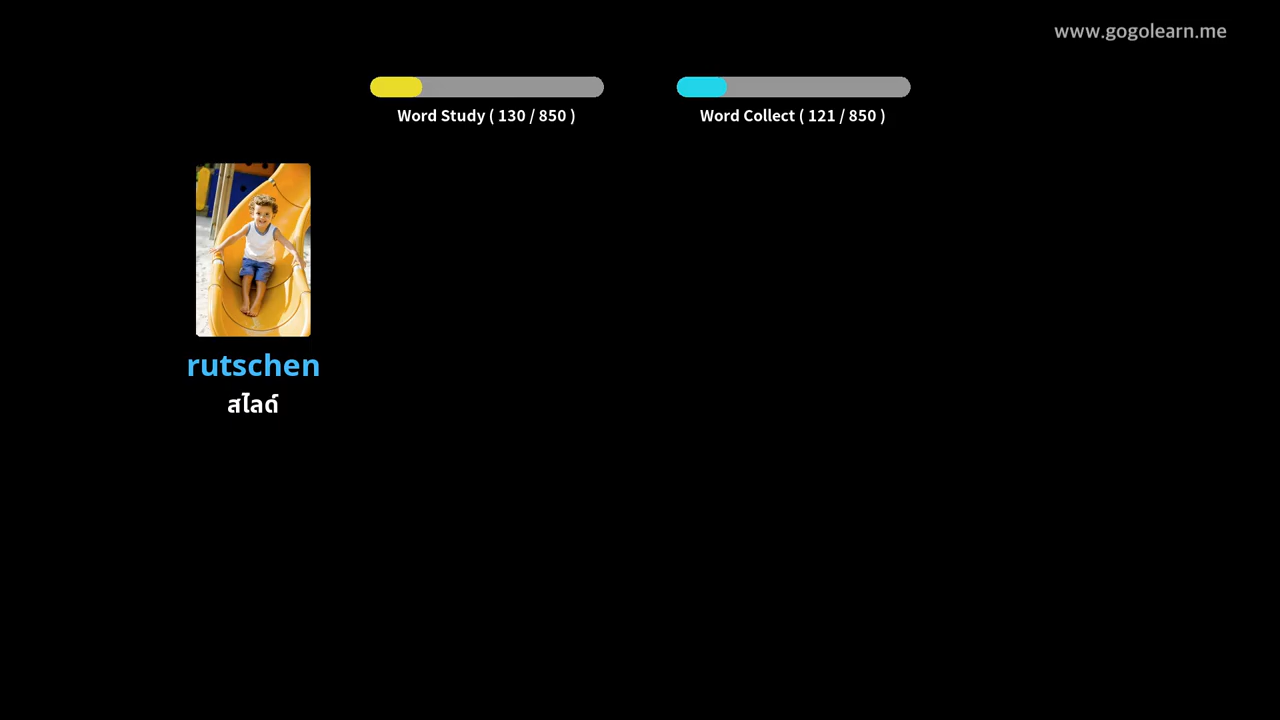 www.gogolearn.me
Word Study ( 130 / 850 )
Word Collect ( 121 / 850 )
rutschen
สไลด์